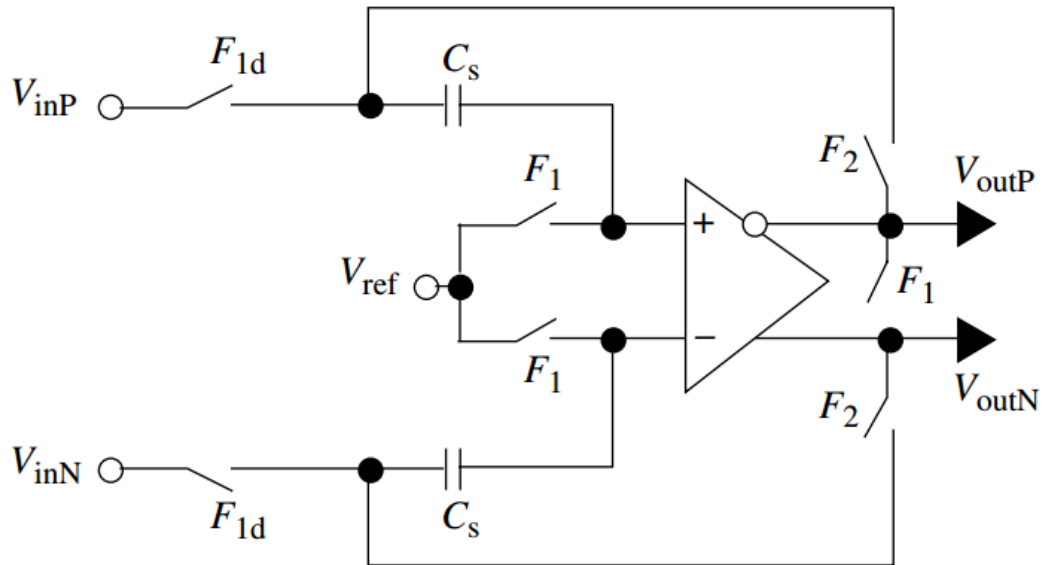 F1d
Cs
VinP
F2
VoutP
F1
+
Vref
F1
−
F1
VoutN
F2
VinN
F1d
Cs